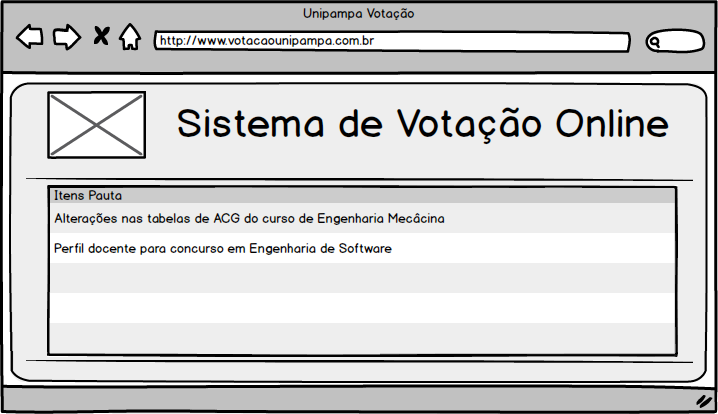 Unipampa Votação
http://www.votacaounipampa.com.br
Sistema de Votação Online
Itens Pauta
Alterações nas tabelas de ACG do curso de Engenharia Mecâcina
Perfil docente para concurso em Engenharia de Software